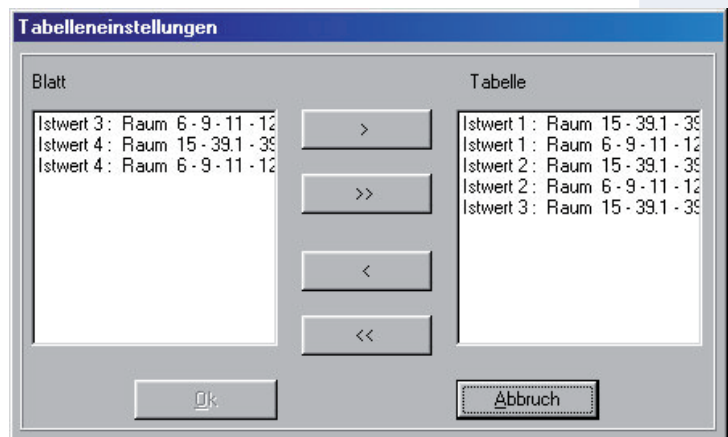 Tabelleneinstellungen
Blatt
Istwert 3 : Raum 6 - 9 - 11 - 12
Istwert 4 : Raum 15 - 39.1 - 39
Istwert 4 : Raum 6 - 9 - 11 - 12
>
>>
<
<<
Tabelle
Istwert 1 : Raum 15 - 39.1 - 39
Istwert 1 : Raum 6 - 9 - 11 - 12
Istwert 2 : Raum 15 - 39.1 - 39
Istwert 2 : Raum 6 - 9 - 11 - 12
Istwert 3 : Raum 15 - 39.1 - 39
Ok
Abbruch